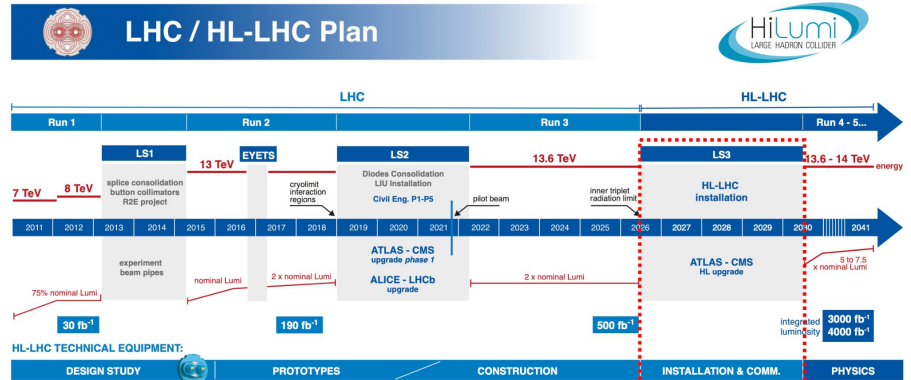 LHC / HL-LHC Plan
HiLumi
LARGE HADRON COLLIDER
LHC
HL-LHC
Run 1
Run 2
Run 3
Run 4 - 5...
LS1
EYETS
LS2
LS3
13 TeV
13.6 TeV
13.6 - 14 TeV
energy
7 TeV
8 TeV
splice consolidation
button collimators
R2E project
cryolimit
interaction
regions
Diodes Consolidation
LIU Installation
Civil Eng. P1-P5
pilot beam
inner triplet
radiation limit
HL-LHC
installation
2011 2012 2013 2014 2015 2016 2017 2018 2019 2020 2021 2022 2023 2024 2025 2026 2027 2028 2029 2030 2041
experiment
beam pipes
ATLAS - CMS
upgrade phase 1
ALICE - LHCb
upgrade
ATLAS - CMS
HL upgrade
75% nominal Lumi
nominal Lumi
2 x nominal Lumi
2 x nominal Lumi
5 to 7.5
x nominal Lumi
30 fb-1
190 fb-1
500 fb-1
integrated
luminosity
3000 fb-1
4000 fb-1
HL-LHC TECHNICAL EQUIPMENT:
DESIGN STUDY
PROTOTYPES
CONSTRUCTION
INSTALLATION & COMM.
PHYSICS